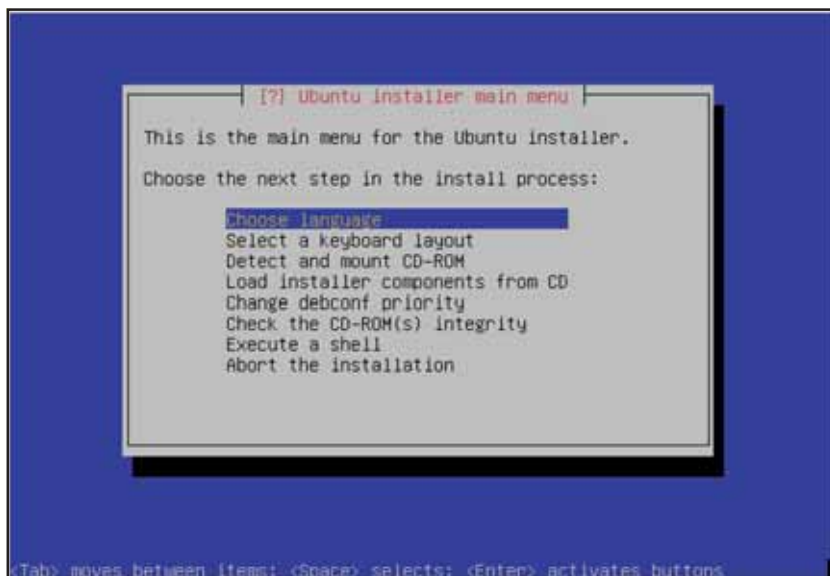 [?] Ubuntu installer main menu
This is the main menu for the Ubuntu installer.
Choose the next step in the install process:
Choose language
Select a keyboard layout
Detect and mount CD-ROM
Load installer components from CD
Change debconf priority
Check the CD-ROM(s) integrity
Execute a shell
Abort the installation
<Tab> moves between items; <Space> selects; <Enter> activates buttons